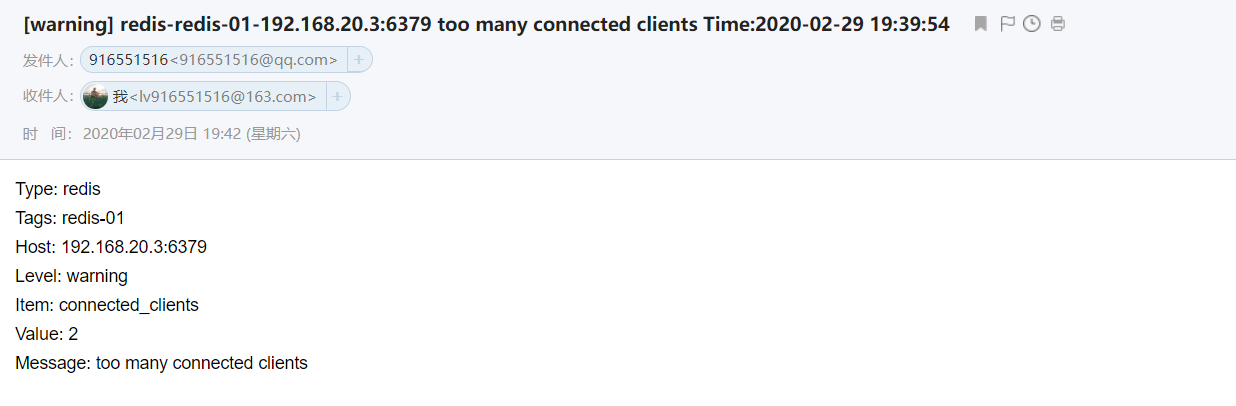 [warning] redis-redis-01-192.168.20.3:6379 too many connected clients Time:2020-02-29 19:39:54
发件人: 916551516<916551516@qq.com> +
收件人: 我<lv916551516@163.com> +
时 间: 2020年02月29日 19:42 (星期六)
Type: redis
Tags: redis-01
Host: 192.168.20.3:6379
Level: warning
Item: connected_clients
Value: 2
Message: too many connected clients